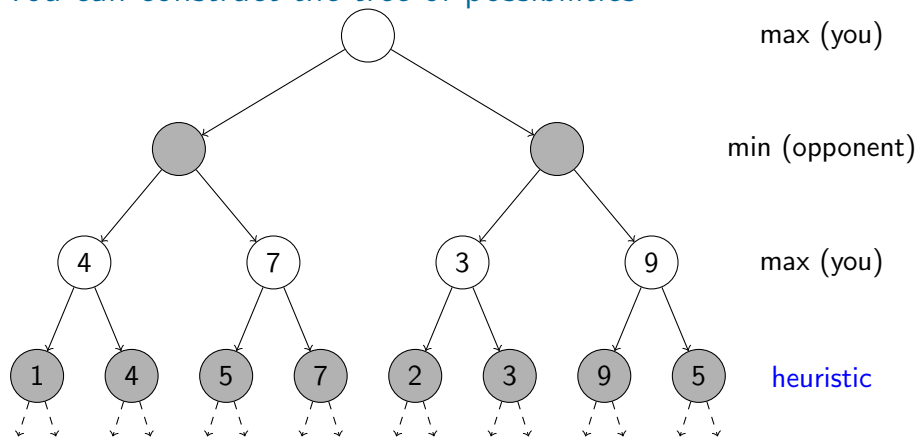 You can construct the tree of possibilities
max (you)
min (opponent)
4 7 3 9 max (you)
1 4 5 7 2 3 9 5 heuristic